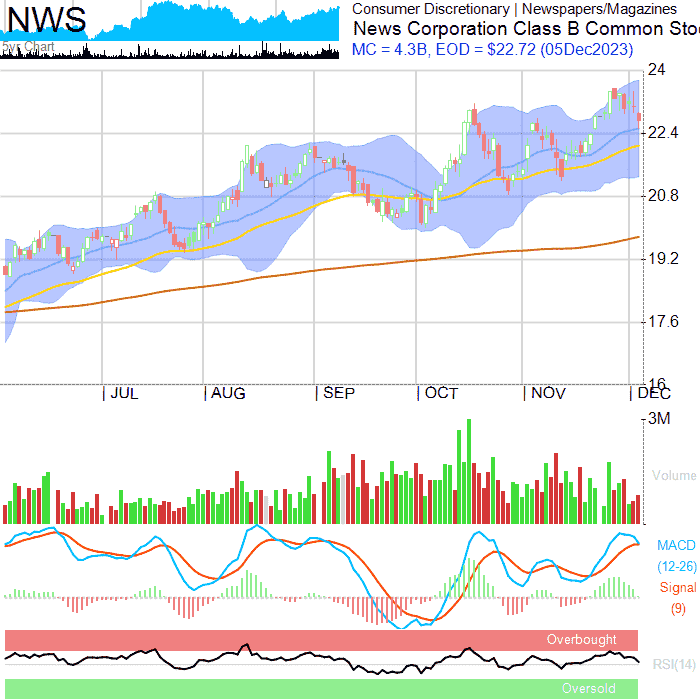 NWS
5yr Chart
Consumer Discretionary | Newspapers/Magazines
News Corporation Class B Common Sto
MC = 4.3B, EOD = $22.72 (05Dec2023)
24
22.4
20.8
19.2
17.6
16
JUL AUG SEP OCT NOV DEC
3M
Volume
MACD
(12-26)
Signal
(9)
Overbought
RSI(14)
Oversold